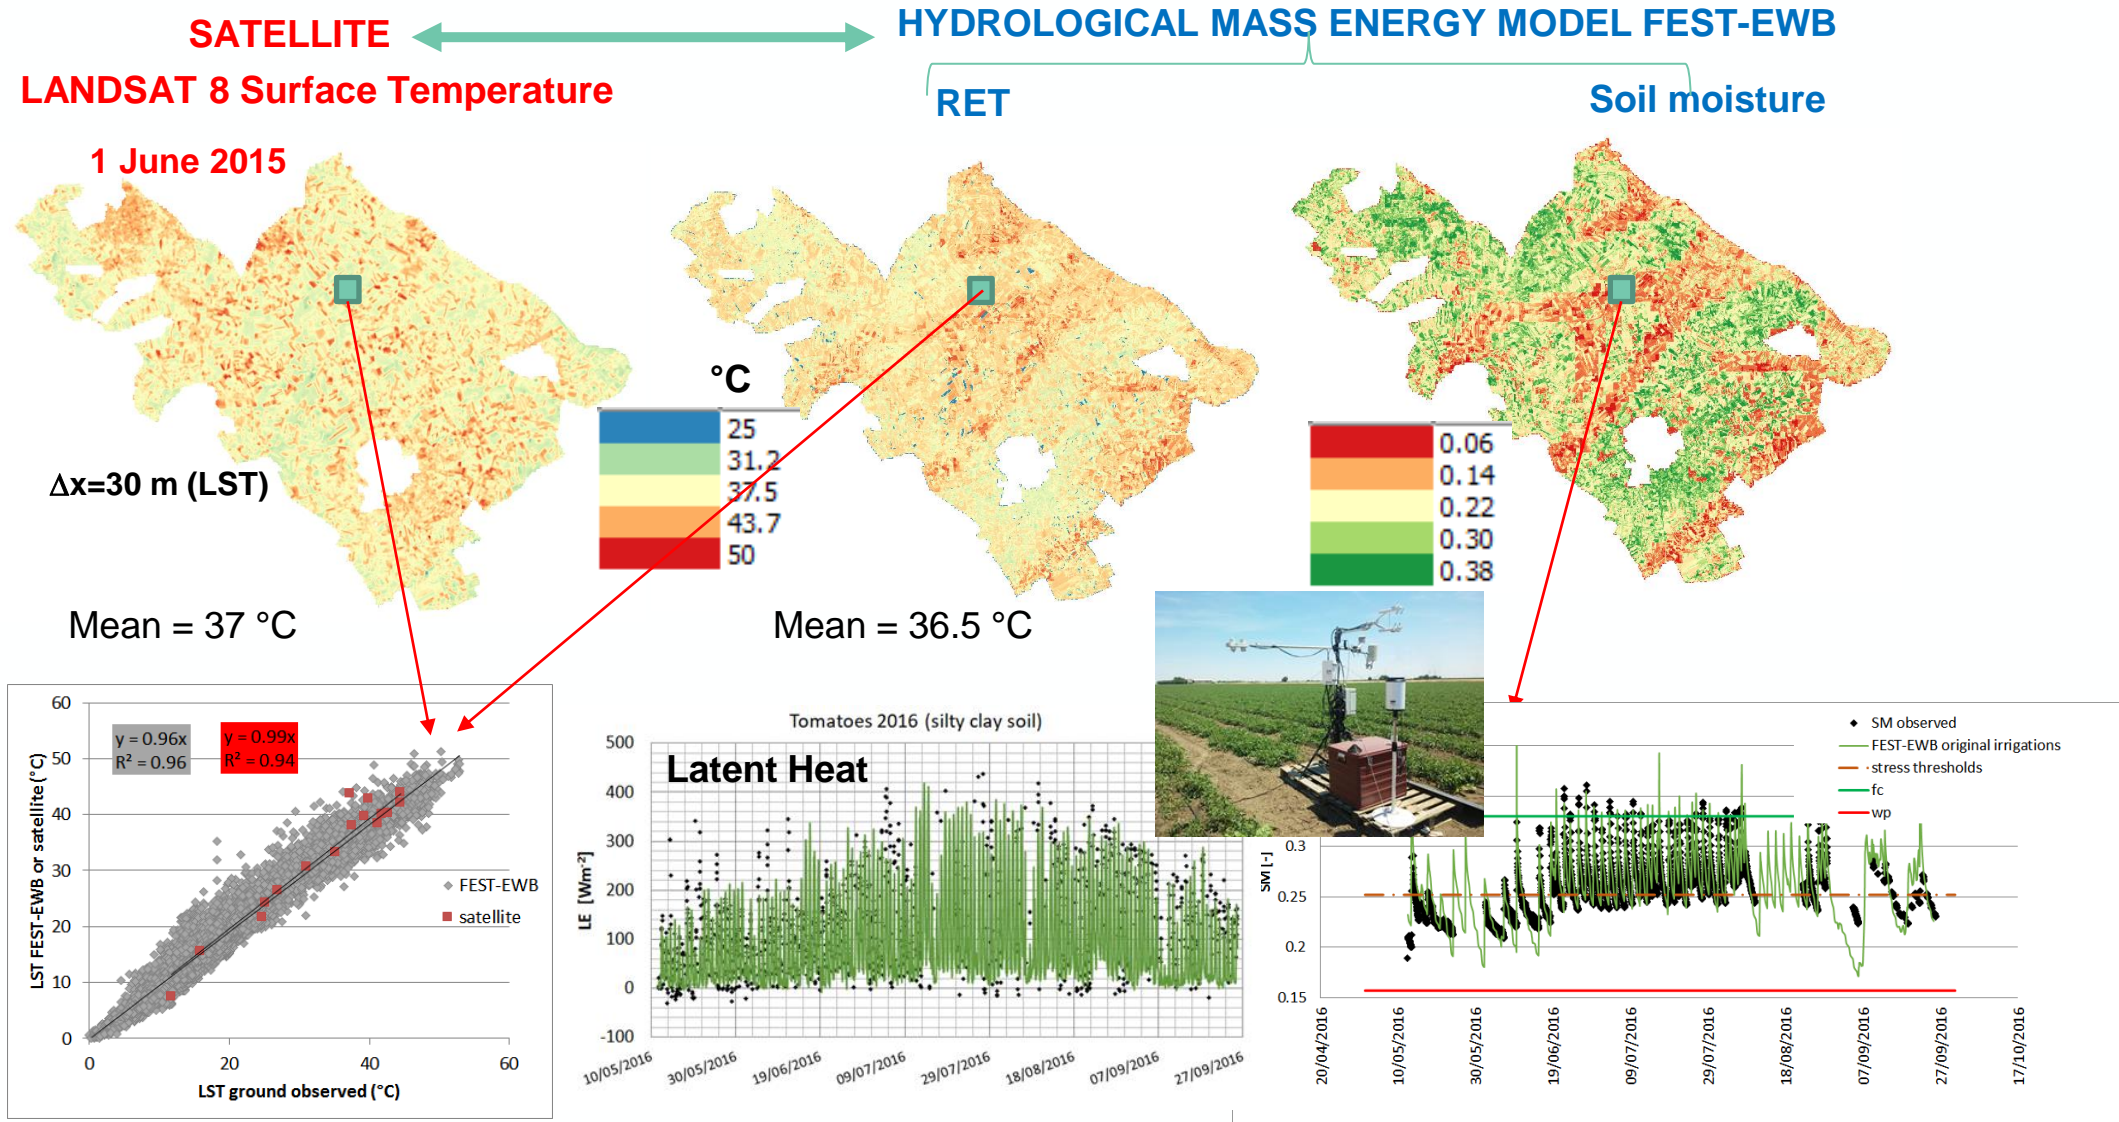 SATELLITE
HYDROLOGICAL MASS ENERGY MODEL FEST-EWB
LANDSAT 8 Surface Temperature
RET
Soil moisture
1 June 2015
°C
25
31.2
37.5
43.7
50
0.06
0.14
0.22
0.30
0.38
Δx=30 m (LST)
Mean = 37 °C
Mean = 36.5 °C
60
50
40
30
20
10
0
0
20
40
60
y = 0.96x
R² = 0.96
y = 0.99x
R² = 0.94
FEST-EWB
satellite
LST FEST-EWB or satellite(°C)
LST ground observed (°C)
Tomatoes 2016 (silty clay soil)
Latent Heat
500
400
300
200
100
0
-100
LE [Wm-²]
10/05/2016
30/05/2016
19/06/2016
09/07/2016
29/07/2016
18/08/2016
07/09/2016
27/09/2016
SM observed
FEST-EWB original irrigations
stress thresholds
fc
wp
SM [-]
0.3
0.25
0.2
0.15
20/04/2016
10/05/2016
30/05/2016
19/06/2016
09/07/2016
29/07/2016
18/08/2016
07/09/2016
27/09/2016
17/10/2016